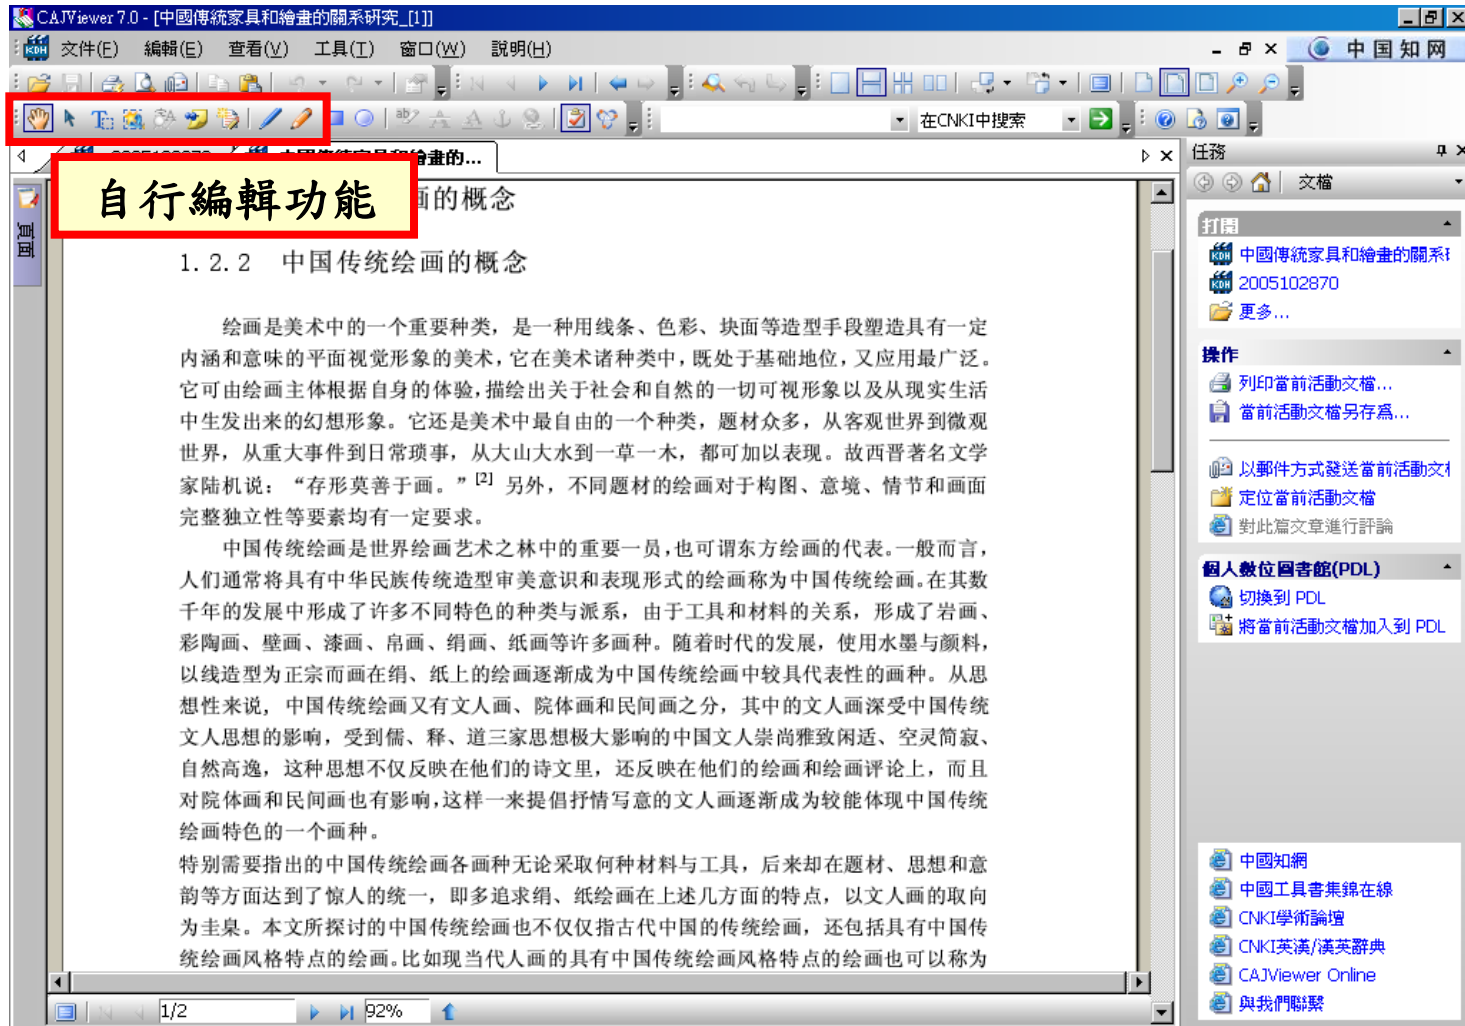 CAJViewer 7.0 - [中國傳統家具和繪畫的關系研究_[1]]
KDH 文件(F) 編輯(E) 查看(V) 工具(T) 窗口(W) 説明(H) 中国知网
在CNKI中搜索
自行編輯功能
任務
文檔
頁面
画的概念
1.2.2 中国传统绘画的概念
绘画是美术中的一个重要种类，是一种用线条、色彩、块面等造型手段塑造具有一定
内涵和意味的平面视觉形象的美术，它在美术诸种类中，既处于基础地位，又应用最广泛。
它可由绘画主体根据自身的体验，描绘出关于社会和自然的一切可视形象以及从现实生活
中生发出来的幻想形象。它还是美术中最自由的一个种类，题材众多，从客观世界到微观
世界，从重大事件到日常琐事，从大山大水到一草一木，都可加以表现。故西晋著名文学
家陆机说：“存形莫善于画。”[2] 另外，不同题材的绘画对于构图、意境、情节和画面
完整独立性等要素均有一定要求。
中国传统绘画是世界绘画艺术之林中的重要一员，也可谓东方绘画的代表。一般而言，
人们通常将具有中华民族传统造型审美意识和表现形式的绘画称为中国传统绘画。在其数
千年的发展中形成了许多不同特色的种类与派系，由于工具和材料的关系，形成了岩画、
彩陶画、壁画、漆画、帛画、绢画、纸画等许多画种。随着时代的发展，使用水墨与颜料，
以线造型为正宗而画在绢、纸上的绘画逐渐成为中国传统绘画中较具代表性的画种。从思
想性来说，中国传统绘画又有文人画、院体画和民间画之分，其中的文人画深受中国传统
文人思想的影响，受到儒、释、道三家思想极大影响的中国文人崇尚雅致闲适、空灵简寂、
自然高逸，这种思想不仅反映在他们的诗文里，还反映在他们的绘画和绘画评论上，而且
对院体画和民间画也有影响，这样一来提倡抒情写意的文人画逐渐成为较能体现中国传统
绘画特色的一个画种。
特别需要指出的中国传统绘画各画种无论采取何种材料与工具，后来却在题材、思想和意
韵等方面达到了惊人的统一，即多追求绢、纸绘画在上述几方面的特点，以文人画的取向
为圭臬。本文所探讨的中国传统绘画也不仅仅指古代中国的传统绘画，还包括具有中国传
统绘画风格特点的绘画。比如现当代人画的具有中国传统绘画风格特点的绘画也可以称为
打開
中國傳統家具和繪畫的關系
2005102870
更多...
操作
列印當前活動文檔...
當前活動文檔另存爲...
以郵件方式發送當前活動文
定位當前活動文檔
對此篇文章進行評論
個人數位圖書館(PDL)
切換到 PDL
將當前活動文檔加入到 PDL
中國知網
中國工具書集錦在線
CNKI學術論壇
CNKI英漢/漢英辭典
CAJViewer Online
與我們聯繫
1/2 92%